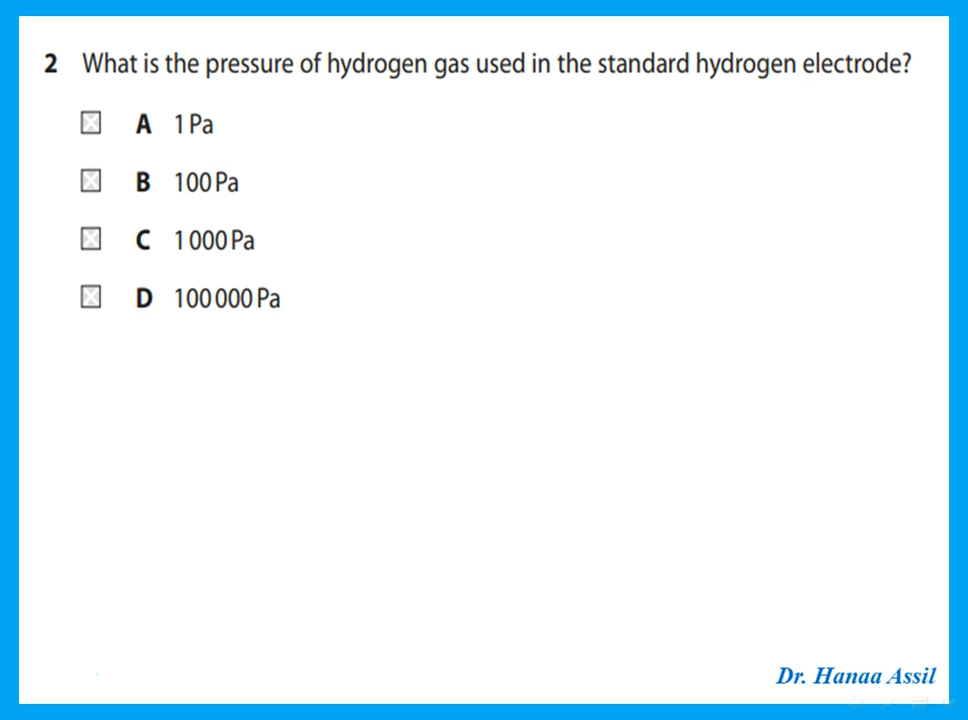 2 What is the pressure of hydrogen gas used in the standard hydrogen electrode?
A 1 Pa
B 100 Pa
C 1 000 Pa
D 100 000 Pa
Dr. Hanaa Assil